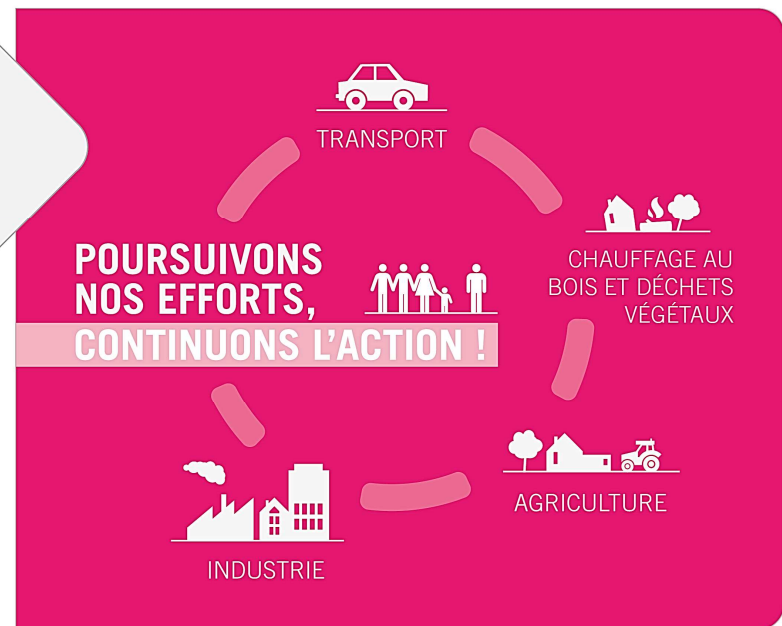 TRANSPORT
CHAUFFAGE AU
BOIS ET DÉCHETS
VÉGÉTAUX
POURSUIVONS
NOS EFFORTS,
CONTINUONS L'ACTION !
AGRICULTURE
INDUSTRIE